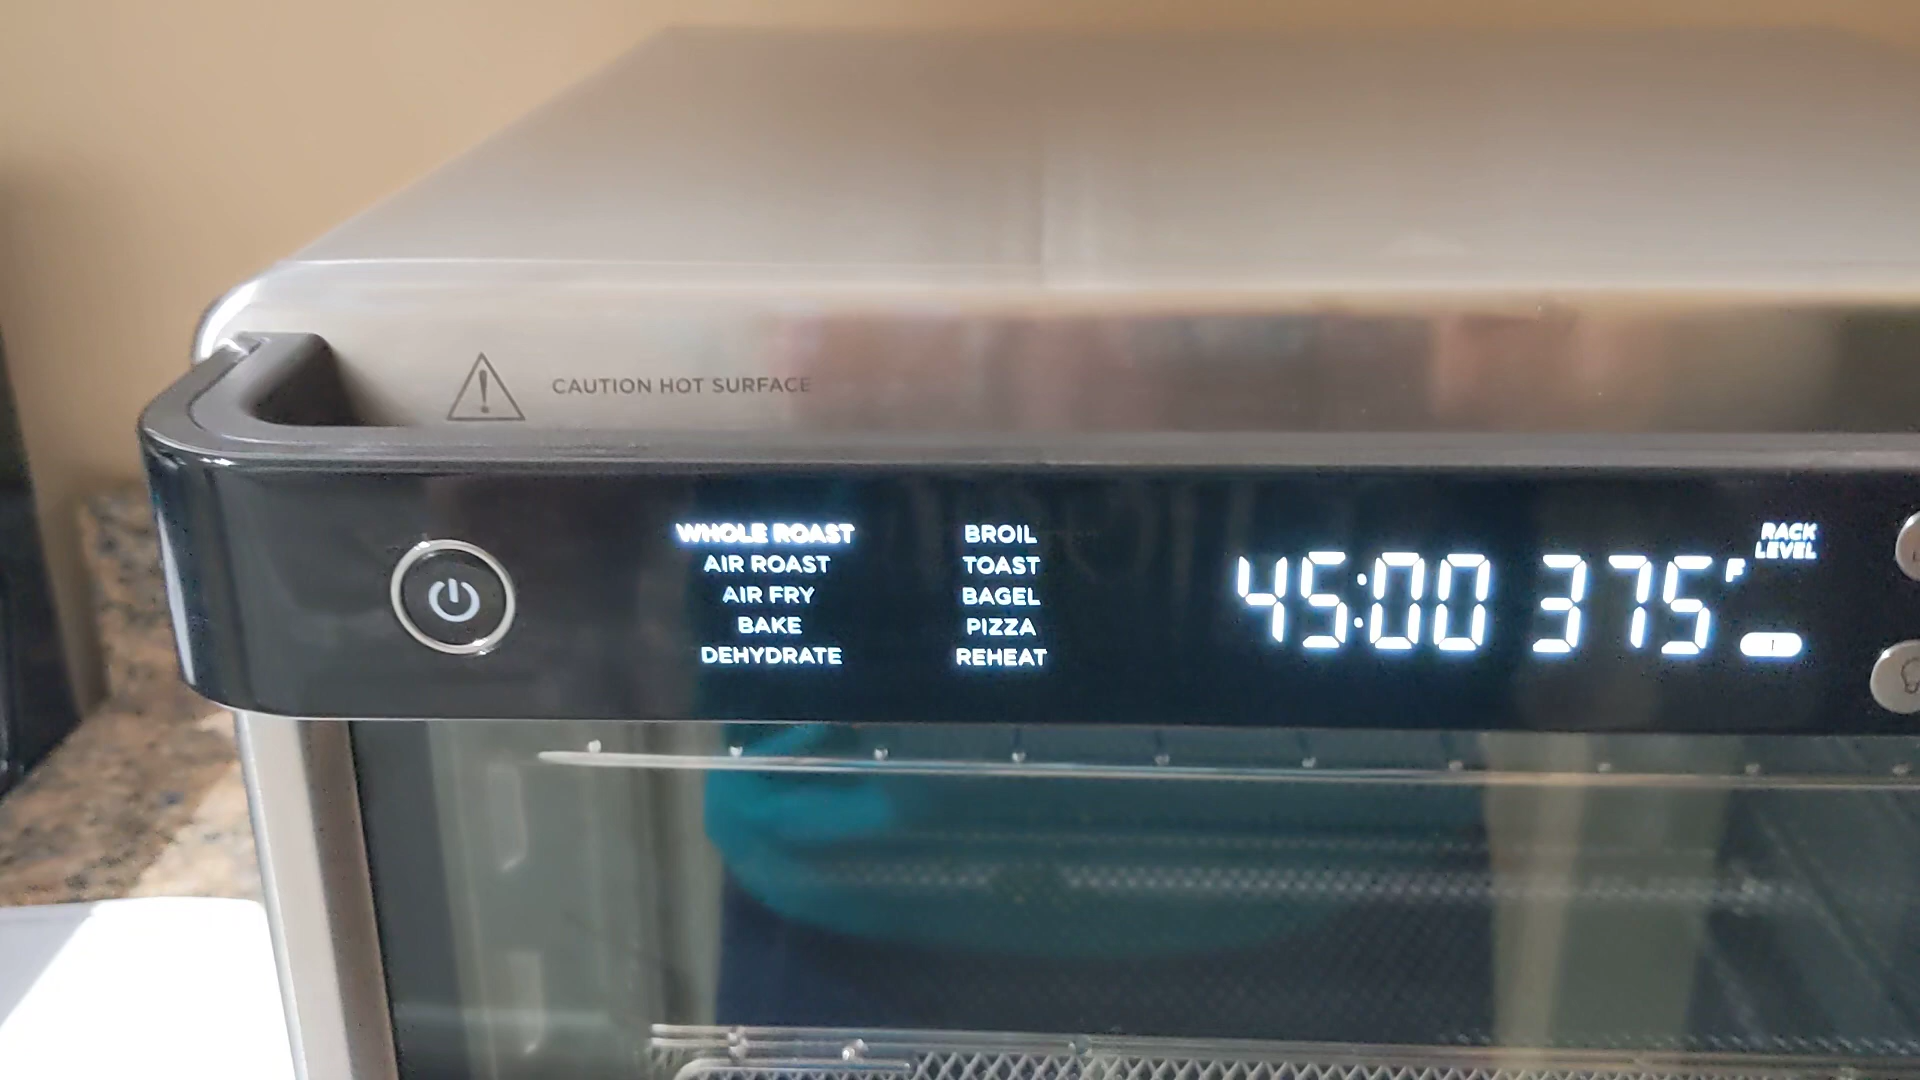 CAUTION HOT SURFACE
WHOLE ROAST
AIR ROAST
AIR FRY
BAKE
DEHYDRATE
BROIL
TOAST
BAGEL
PIZZA
REHEAT
45:00 375 F
RACK
LEVEL
1